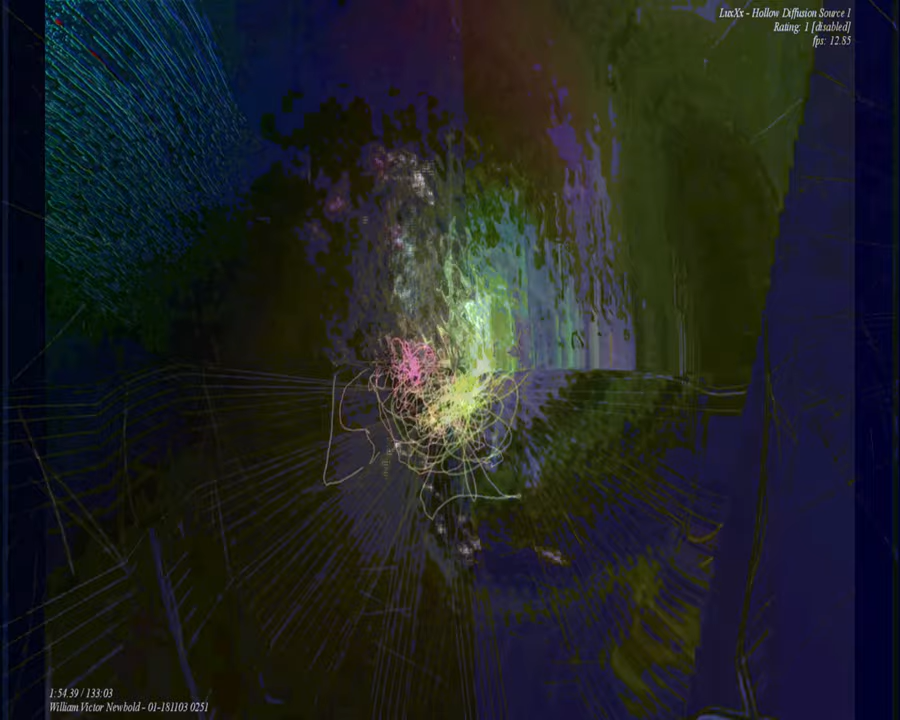 LuxXx - Hollow Diffusion Source 1
Rating: 1 [disabled]
fps: 12.85
1:54.39 / 133:03
William Victor Newbold - 01-181103 0251